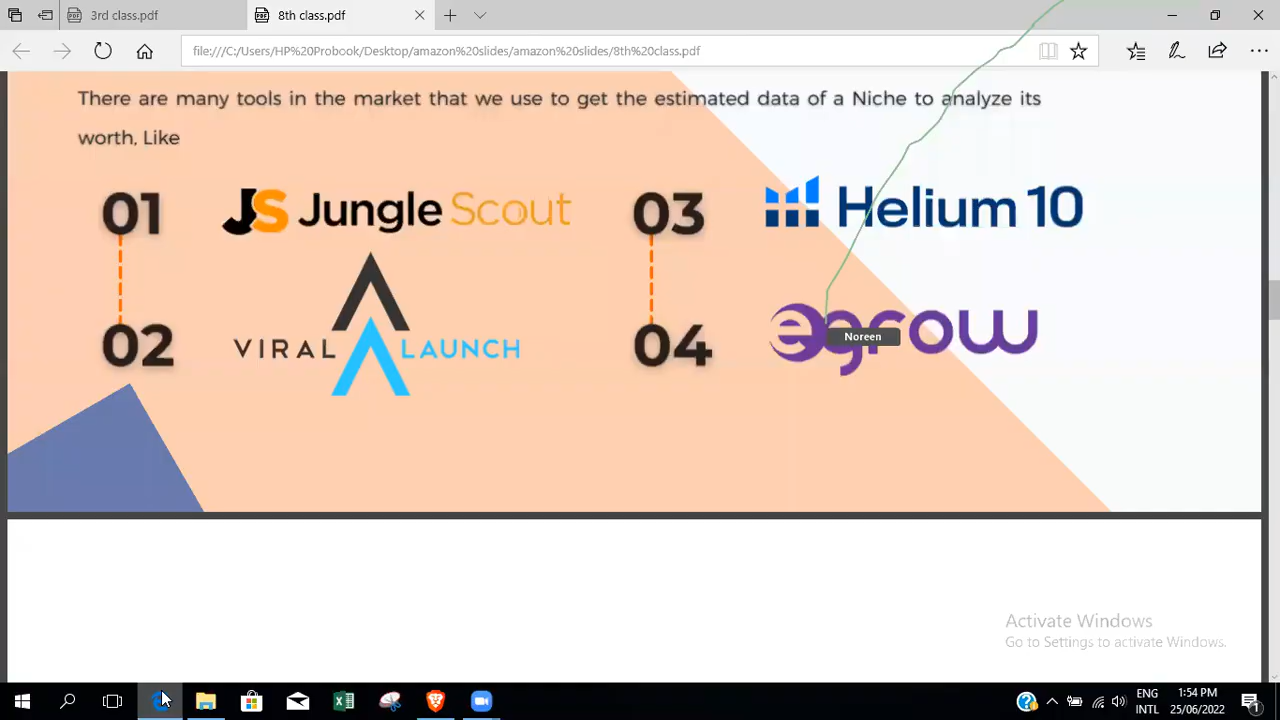 3rd class.pdf
8th class.pdf
file:///C:/Users/HP%20Probook/Desktop/amazon%20slides/amazon%20slides/8th%20class.pdf
There are many tools in the market that we use to get the estimated data of a Niche to analyze its
worth, Like
01 JS Jungle Scout
03 Helium 10
02 VIRAL LAUNCH
04 egrow
Noreen
Activate Windows
Go to Settings to activate Windows.
ENG
INTL
1:54 PM
25/06/2022
1